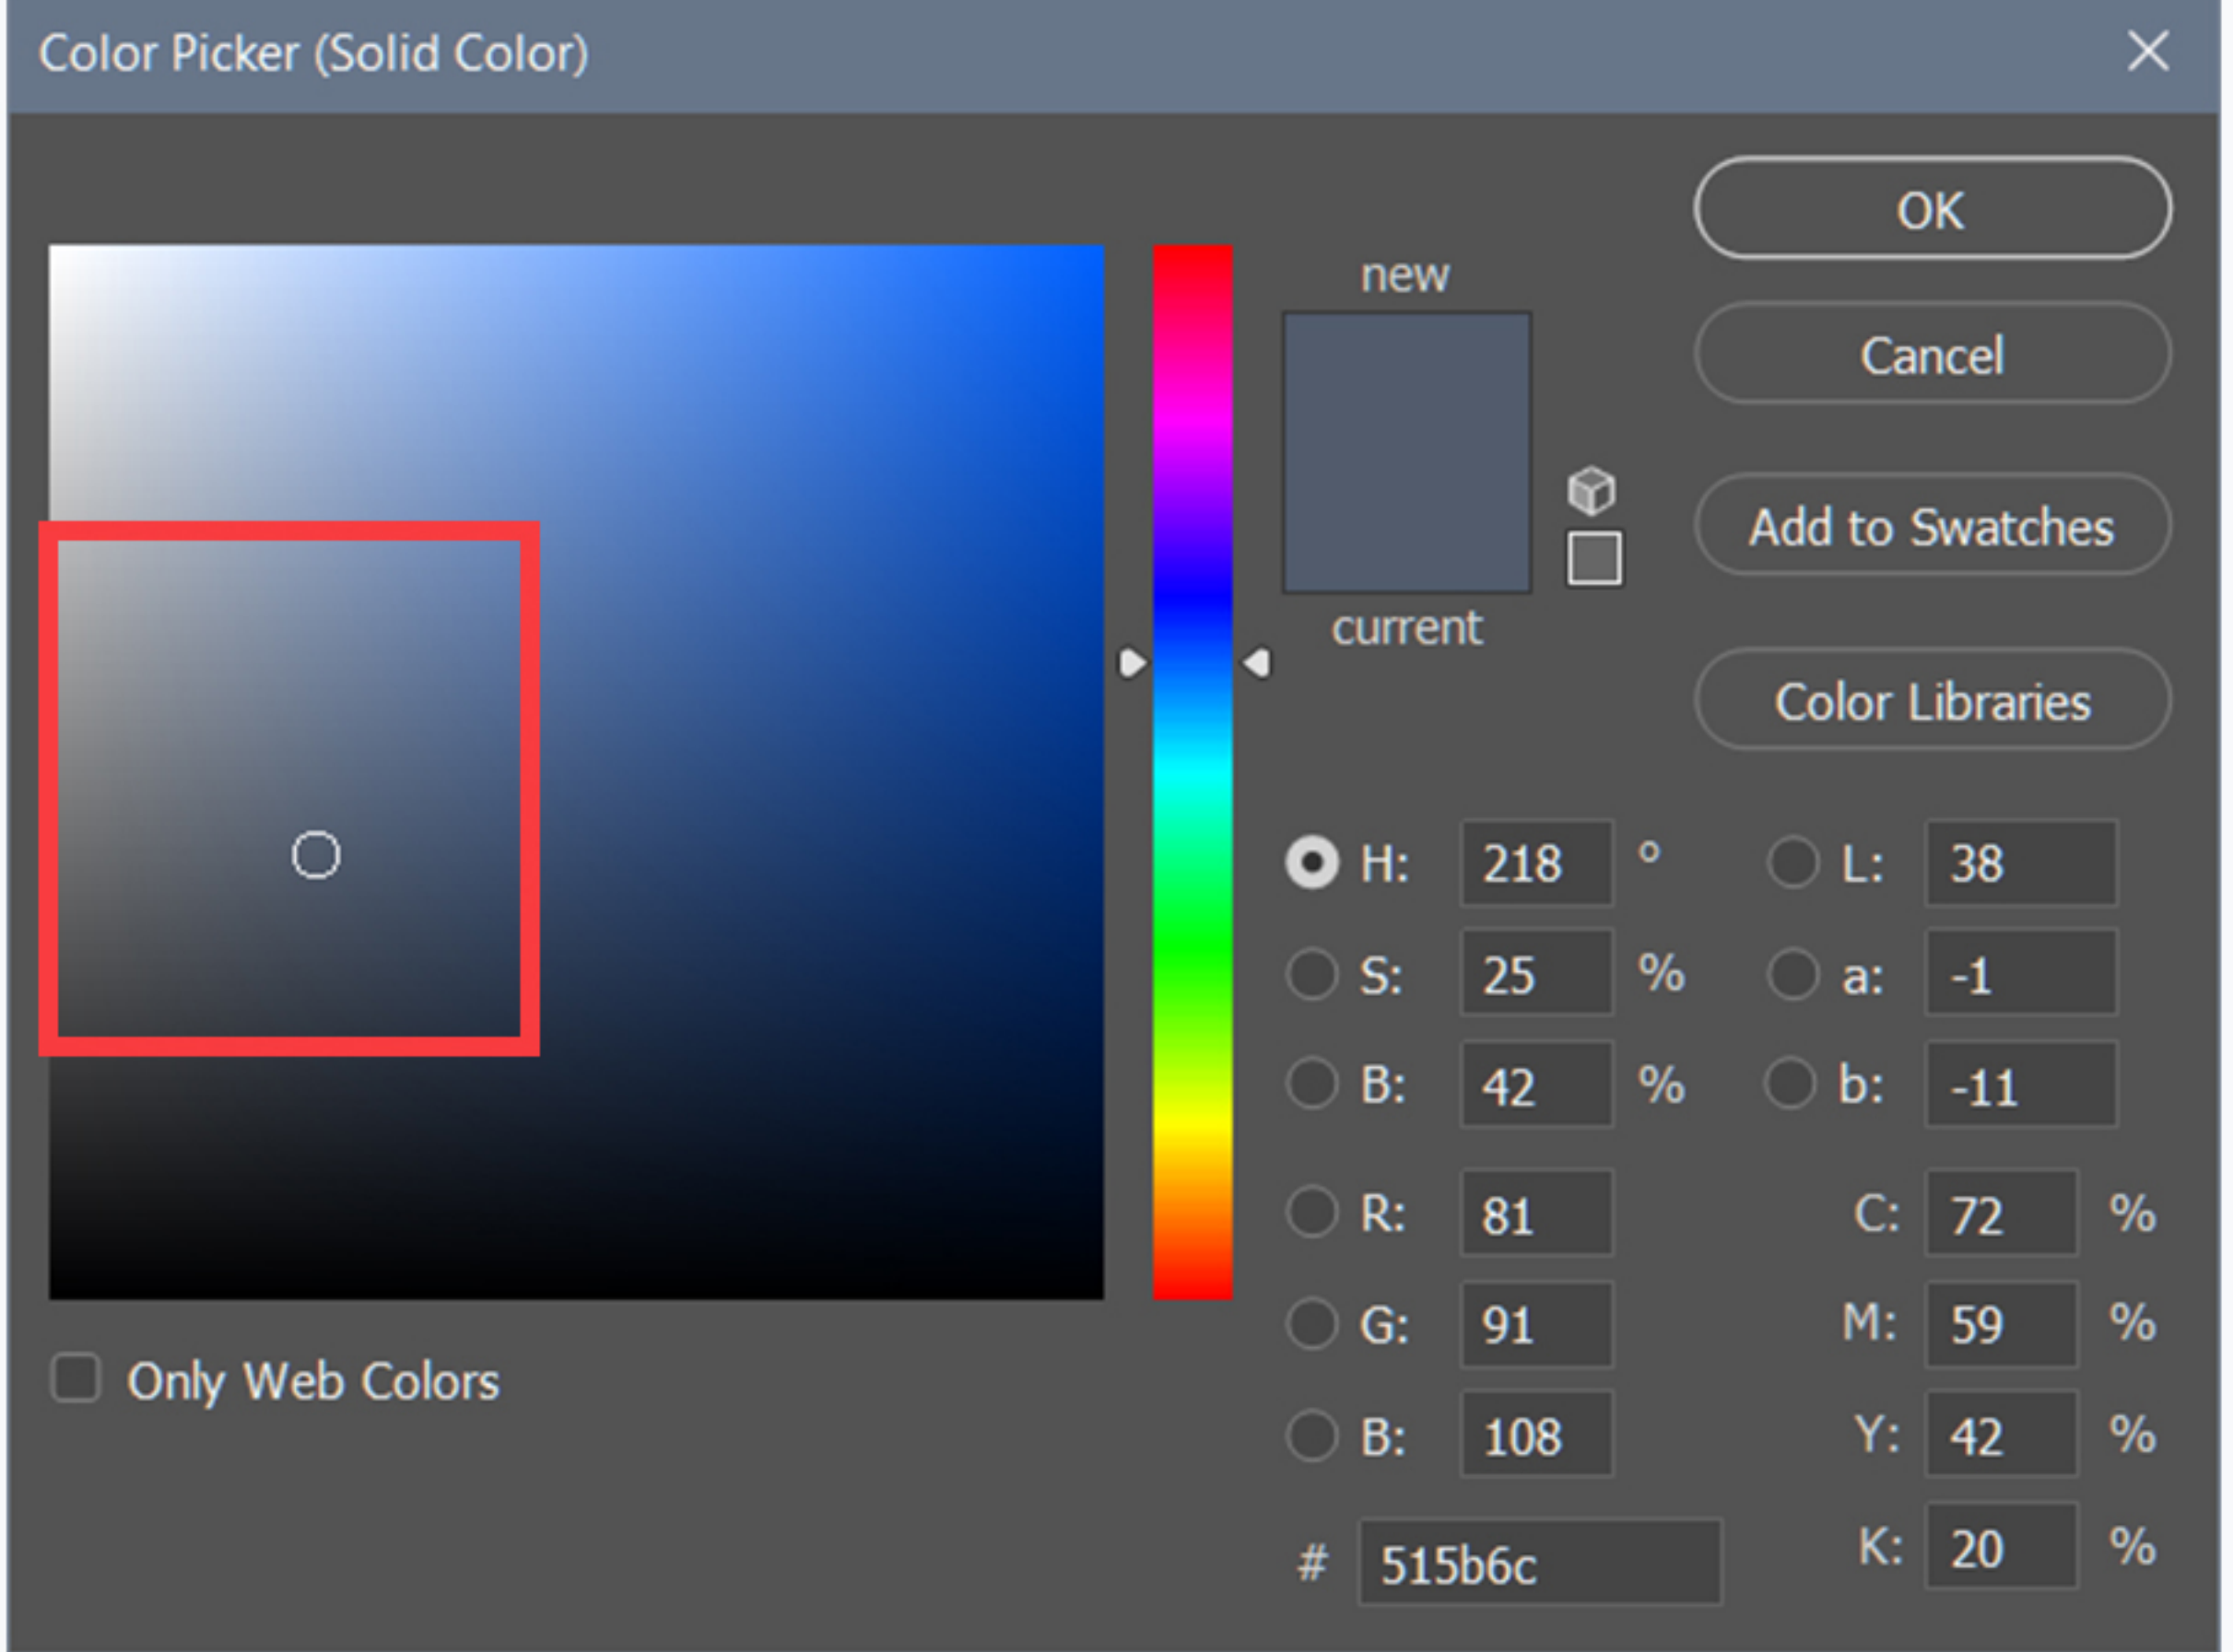 Color Picker (Solid Color)
OK
new
Cancel
Add to Swatches
current
Color Libraries
H: 218 ° L: 38
S: 25 % a: -1
B: 42 % b: -11
R: 81 C: 72 %
G: 91 M: 59 %
Only Web Colors
B: 108 Y: 42 %
# 515b6c K: 20 %